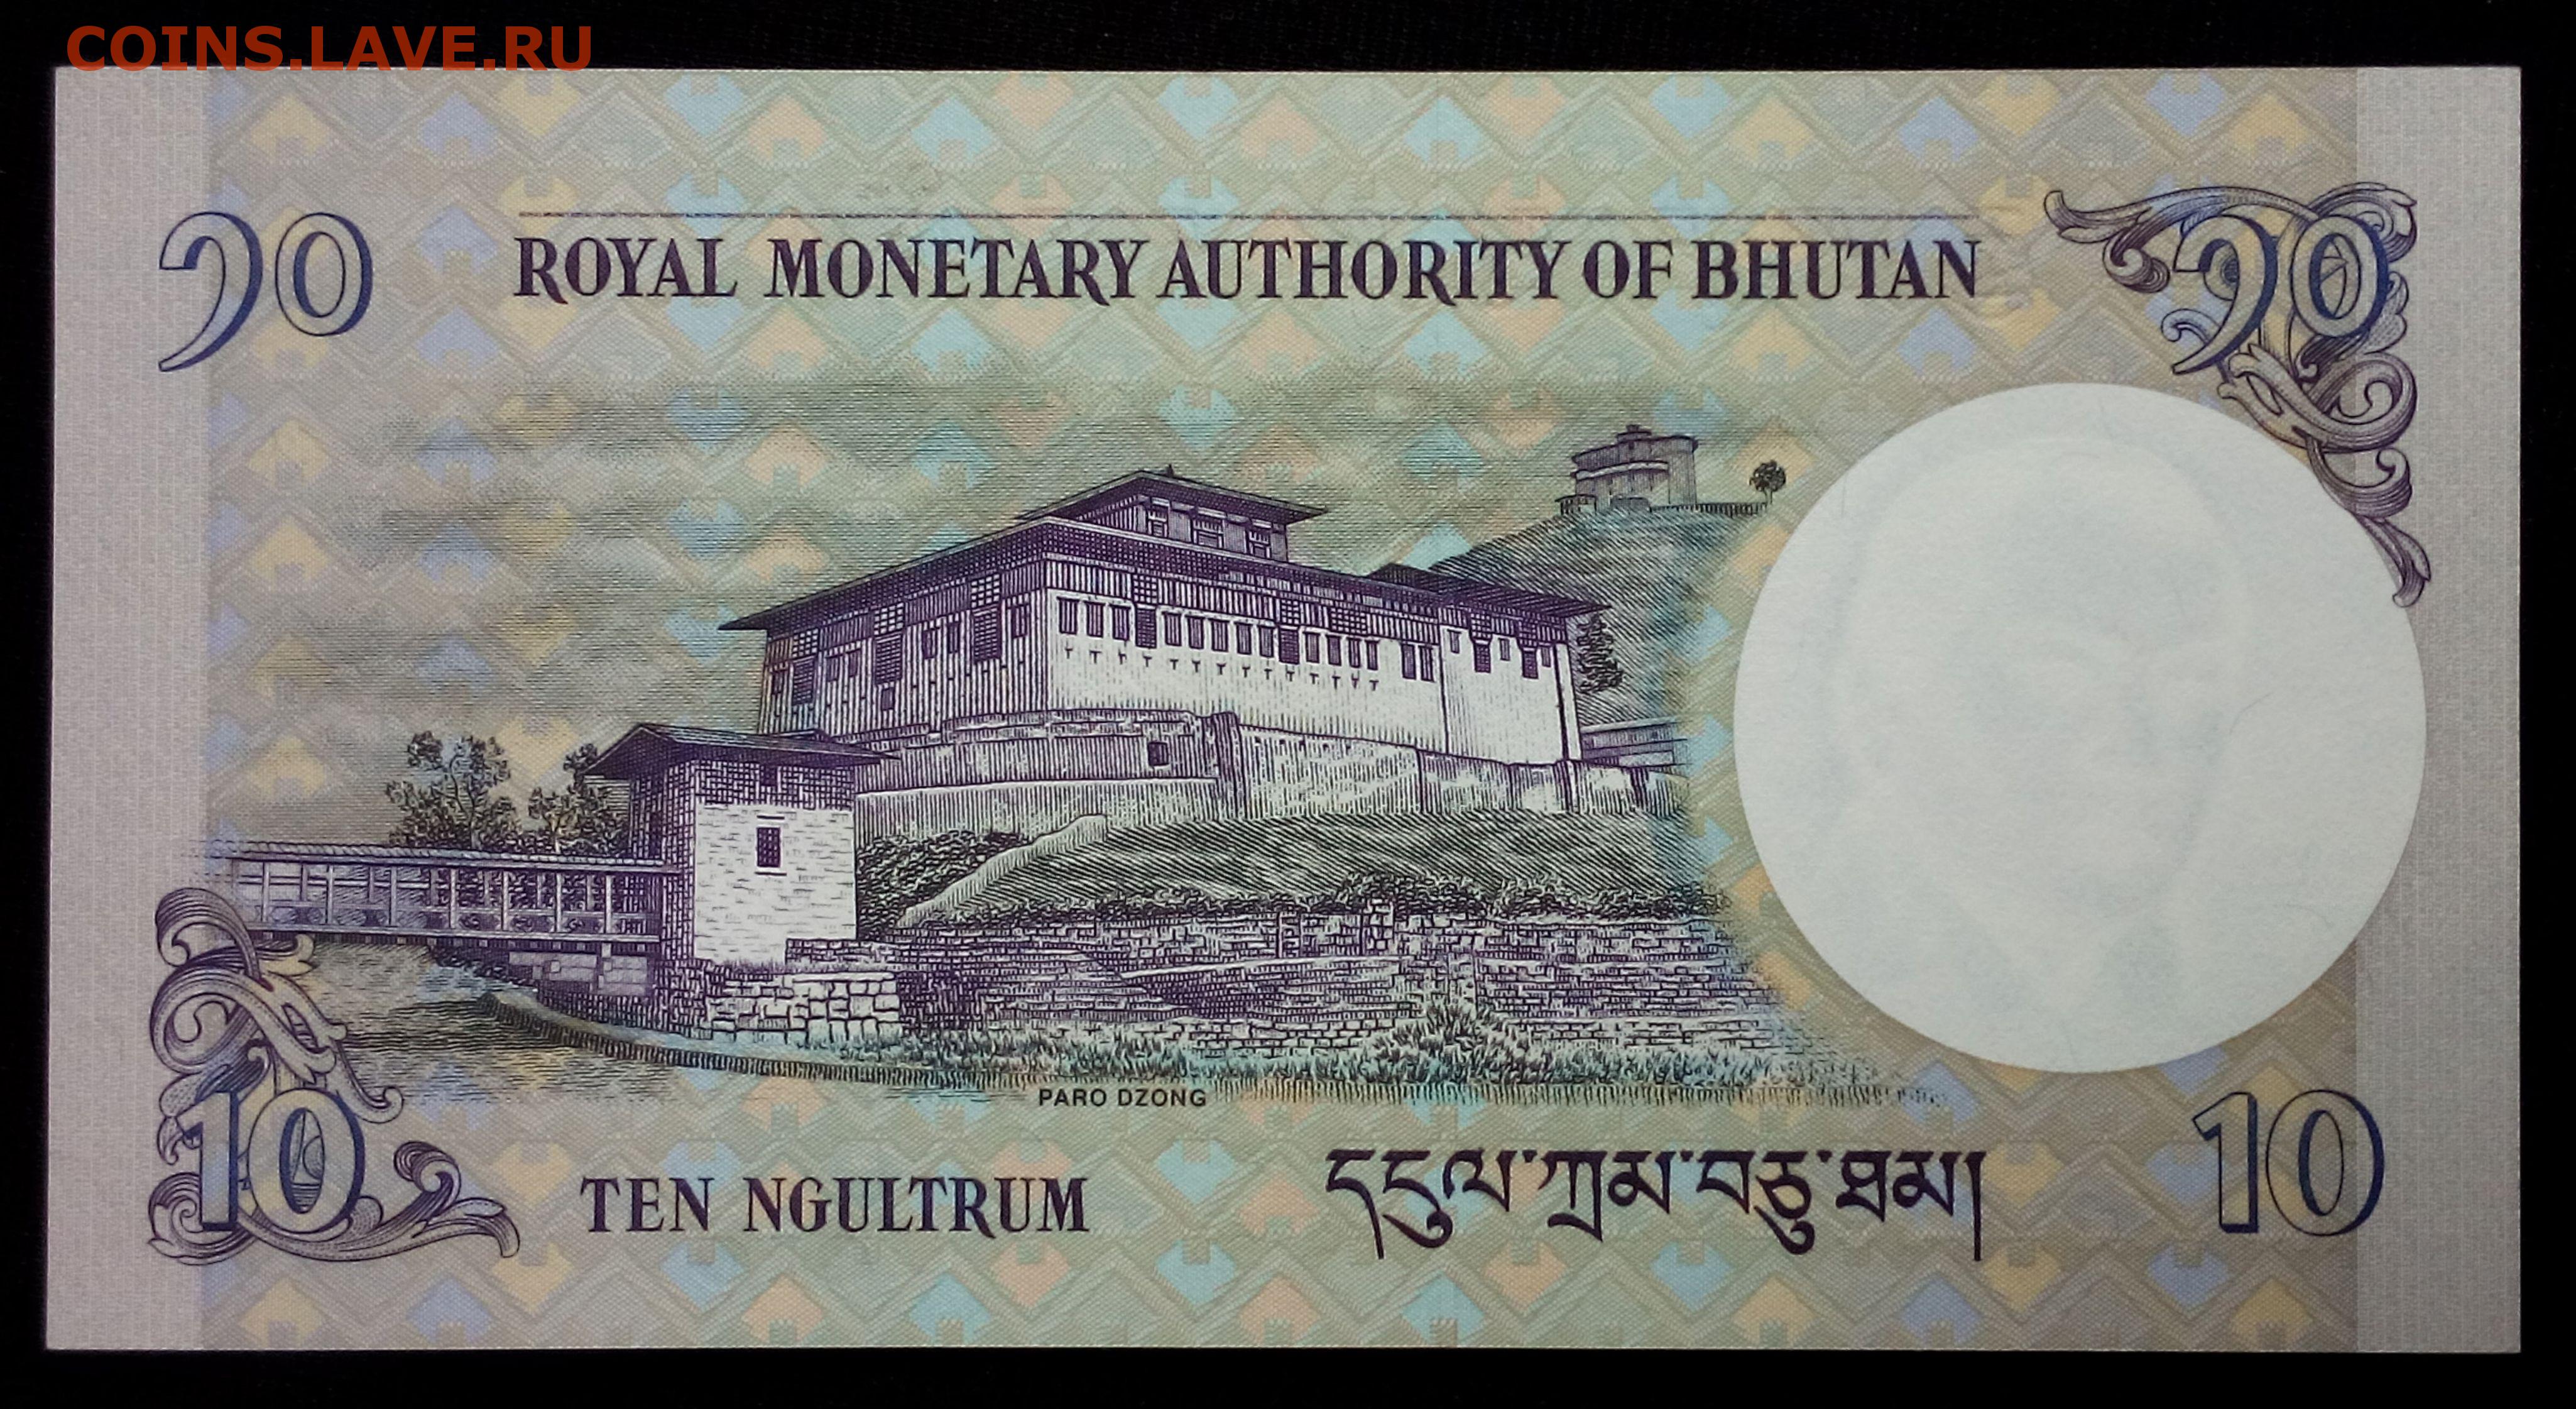 COINS.LAVE.RU
༡༠ ROYAL MONETARY AUTHORITY OF BHUTAN ༡༠
PARO DZONG
10 TEN NGULTRUM དངུལ་ཀྲམ་བཅུ་ཐམ། 10